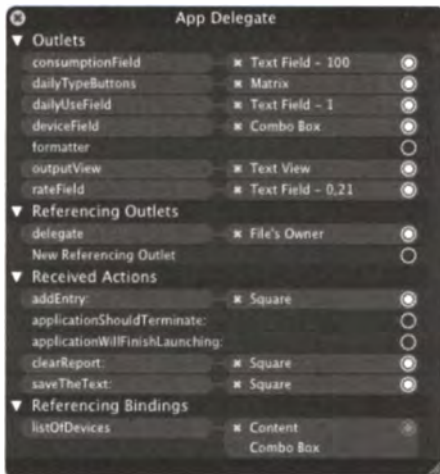 App Delegate
Outlets
consumptionField Text Field - 100
dailyTypeButtons Matrix
dailyUseField Text Field - 1
deviceField Combo Box
formatter
outputView Text View
rateField Text Field - 0,21
Referencing Outlets
delegate File's Owner
New Referencing Outlet
Received Actions
addEntry: Square
applicationShouldTerminate:
applicationWillFinishLaunching:
clearReport: Square
saveTheText: Square
Referencing Bindings
listOfDevices Content
Combo Box